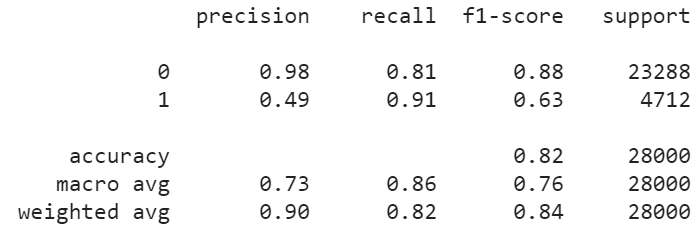 precision recall f1-score support
0 0.98 0.81 0.88 23288
1 0.49 0.91 0.63 4712
accuracy 0.82 28000
macro avg 0.73 0.86 0.76 28000
weighted avg 0.90 0.82 0.84 28000